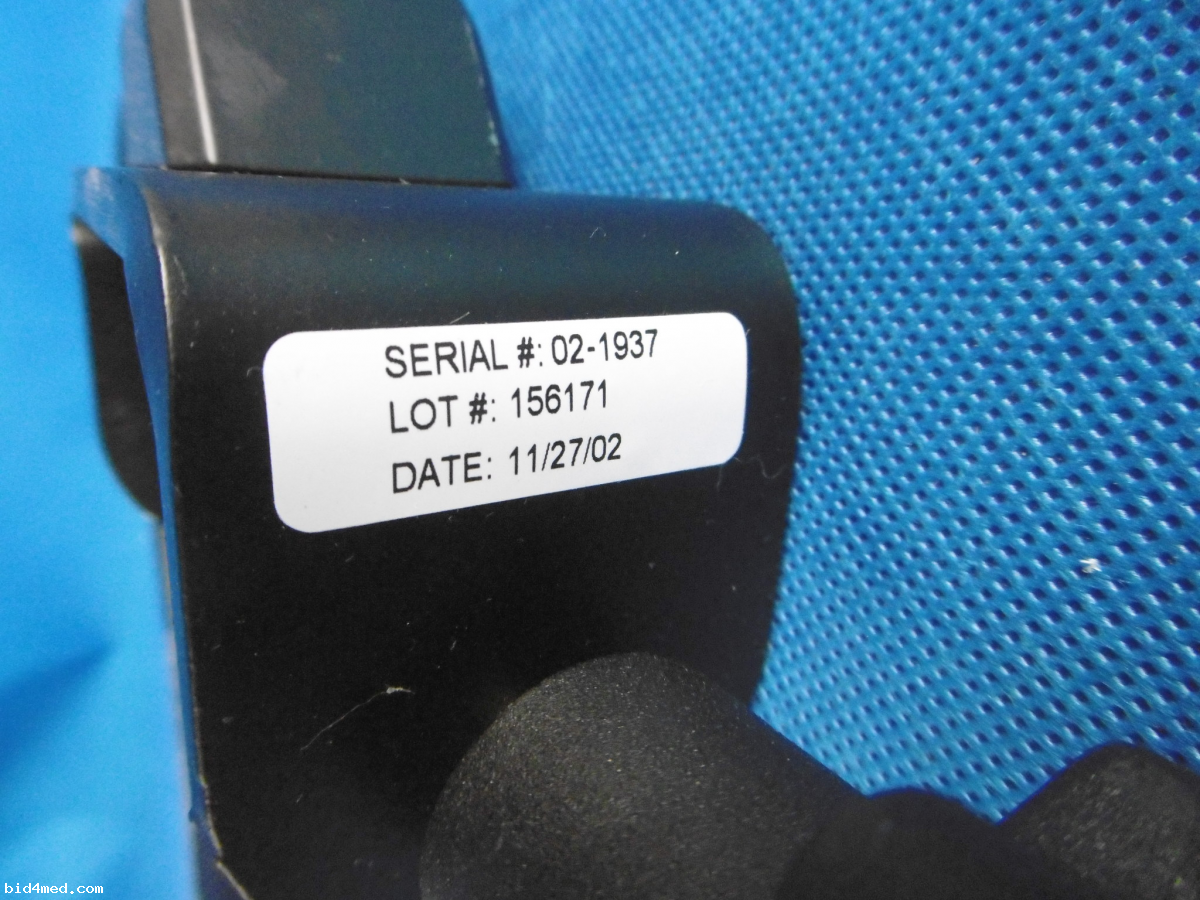 SERIAL #: 02-1937
LOT #: 156171
DATE: 11/27/02
bid4med.com